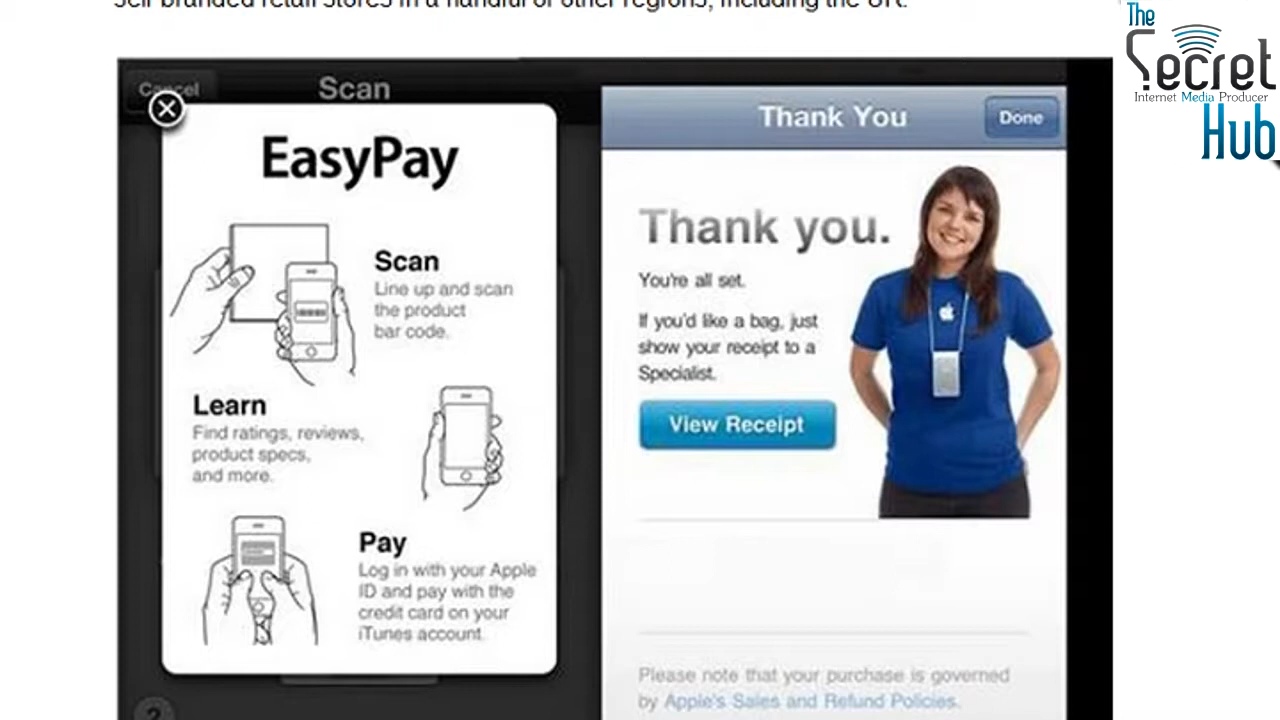 Self-branded retail stores in a handful of other regions, including the UK.
The
Secret
Internet Media Producer
Hub
Cancel
Scan
EasyPay
Scan
Line up and scan
the product
bar code.
Learn
Find ratings, reviews,
product specs,
and more.
Pay
Log in with your Apple
ID and pay with the
credit card on your
iTunes account
?
Thank You
Done
Thank you.
You're all set.
If you'd like a bag, just
show your receipt to a
Specialist.
View Receipt
Please note that your purchase is governed
by Apple's Sales and Refund Policies.